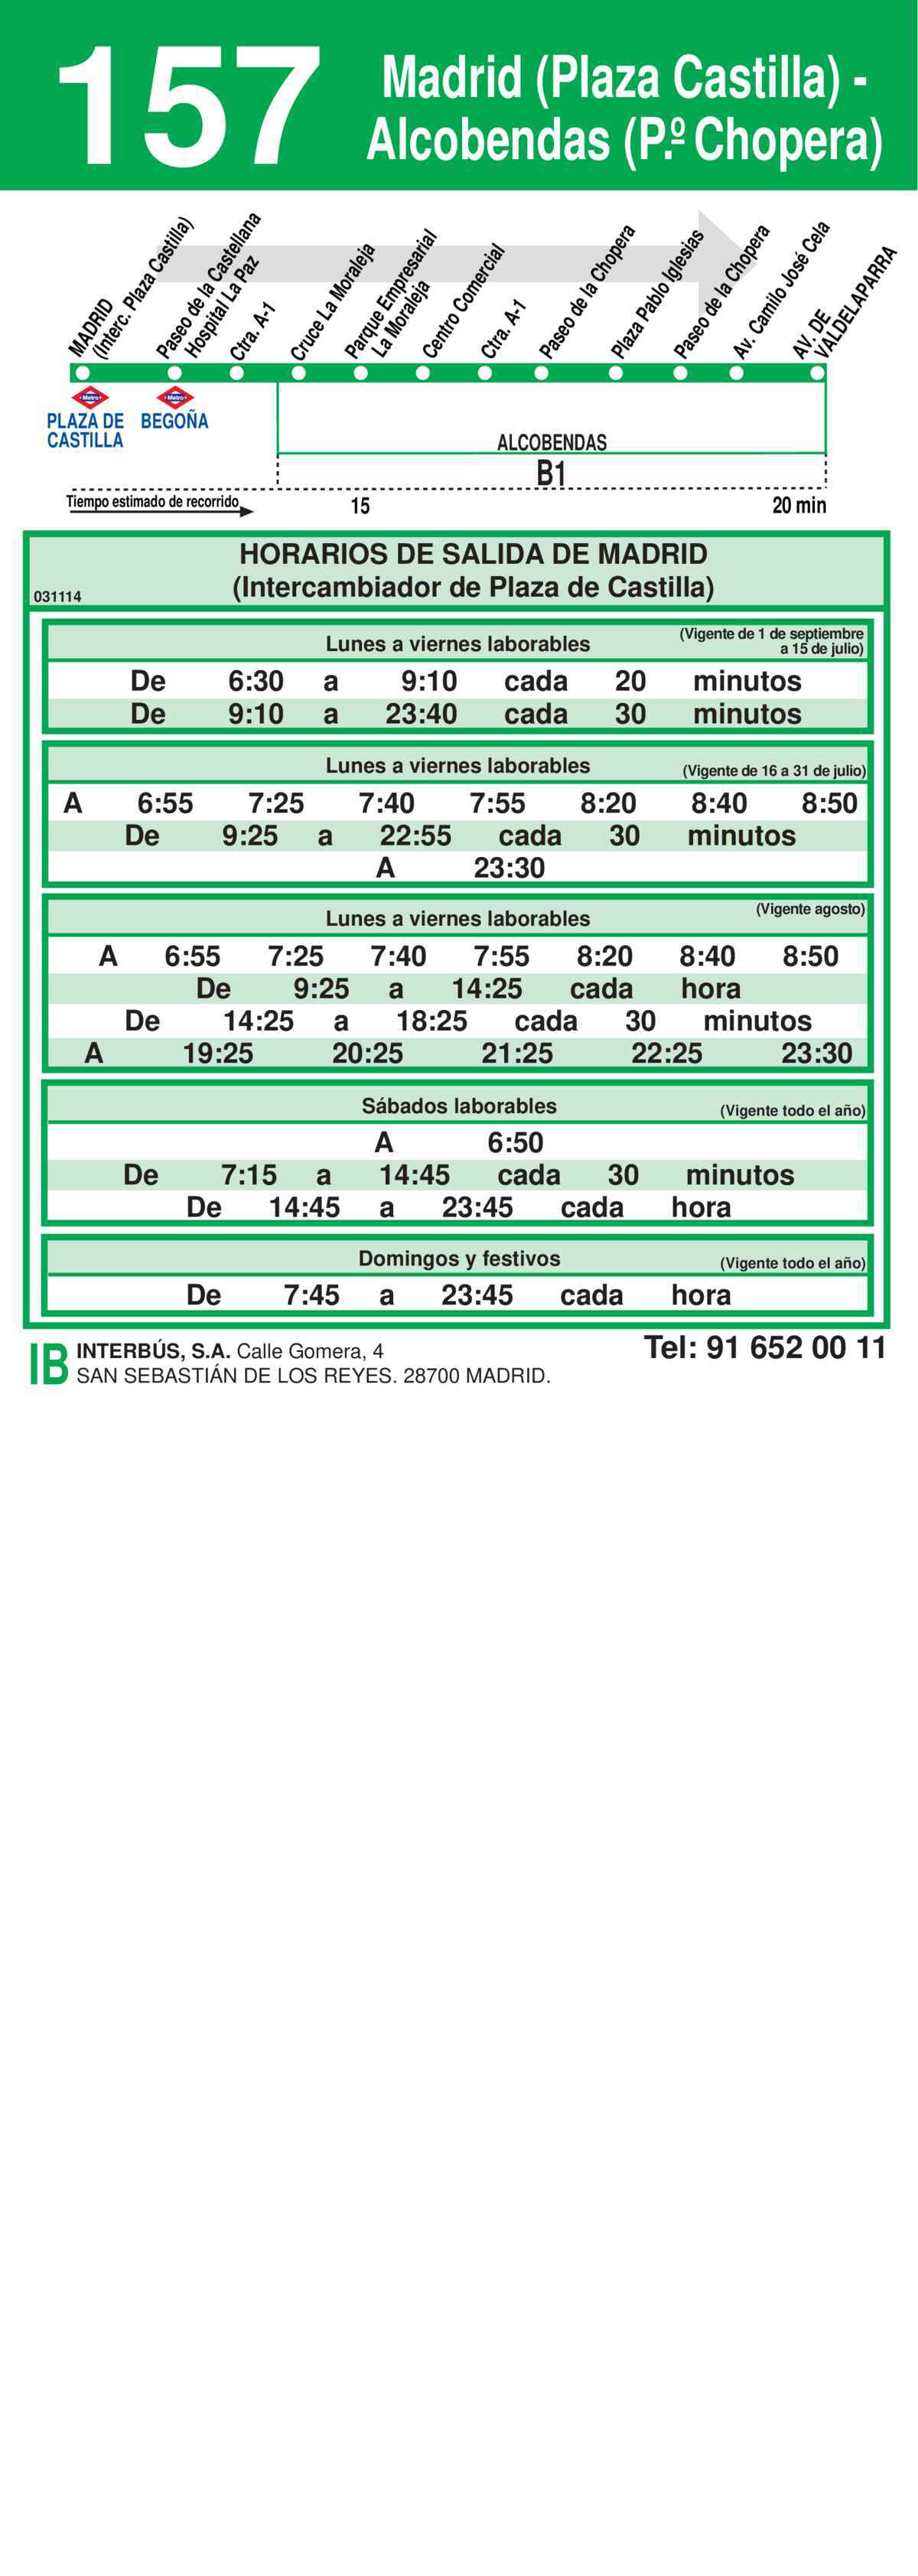 157
Madrid (Plaza Castilla) -
Alcobendas (P.º Chopera)
MADRID
(Interc. Plaza Castilla)
Paseo de la Castellana
Hospital La Paz
Ctra. A-1
Cruce La Moraleja
Parque Empresarial
La Moraleja
Centro Comercial
Ctra. A-1
Paseo de la Chopera
Plaza Pablo Iglesias
Paseo de la Chopera
Av. Camilo José Cela
AV. DE
VALDELAPARRA
Metro
Metro
PLAZA DE
CASTILLA
BEGOÑA
ALCOBENDAS
B1
Tiempo estimado de recorrido
15
20 min
HORARIOS DE SALIDA DE MADRID
(Intercambiador de Plaza de Castilla)
031114
Lunes a viernes laborables
(Vigente de 1 de septiembre
a 15 de julio)
De 6:30 a 9:10 cada 20 minutos
De 9:10 a 23:40 cada 30 minutos
Lunes a viernes laborables
(Vigente de 16 a 31 de julio)
A 6:55 7:25 7:40 7:55 8:20 8:40 8:50
De 9:25 a 22:55 cada 30 minutos
A 23:30
Lunes a viernes laborables
(Vigente agosto)
A 6:55 7:25 7:40 7:55 8:20 8:40 8:50
De 9:25 a 14:25 cada hora
De 14:25 a 18:25 cada 30 minutos
A 19:25 20:25 21:25 22:25 23:30
Sábados laborables
(Vigente todo el año)
A 6:50
De 7:15 a 14:45 cada 30 minutos
De 14:45 a 23:45 cada hora
Domingos y festivos
(Vigente todo el año)
De 7:45 a 23:45 cada hora
IB
INTERBÚS, S.A. Calle Gomera, 4
SAN SEBASTIÁN DE LOS REYES. 28700 MADRID.
Tel: 91 652 00 11